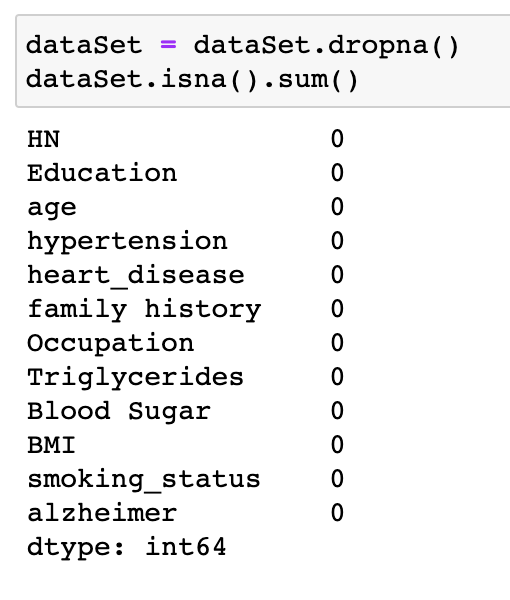 dataSet = dataSet.dropna()
dataSet.isna().sum()
HN 0
Education 0
age 0
hypertension 0
heart_disease 0
family history 0
Occupation 0
Triglycerides 0
Blood Sugar 0
BMI 0
smoking_status 0
alzheimer 0
dtype: int64